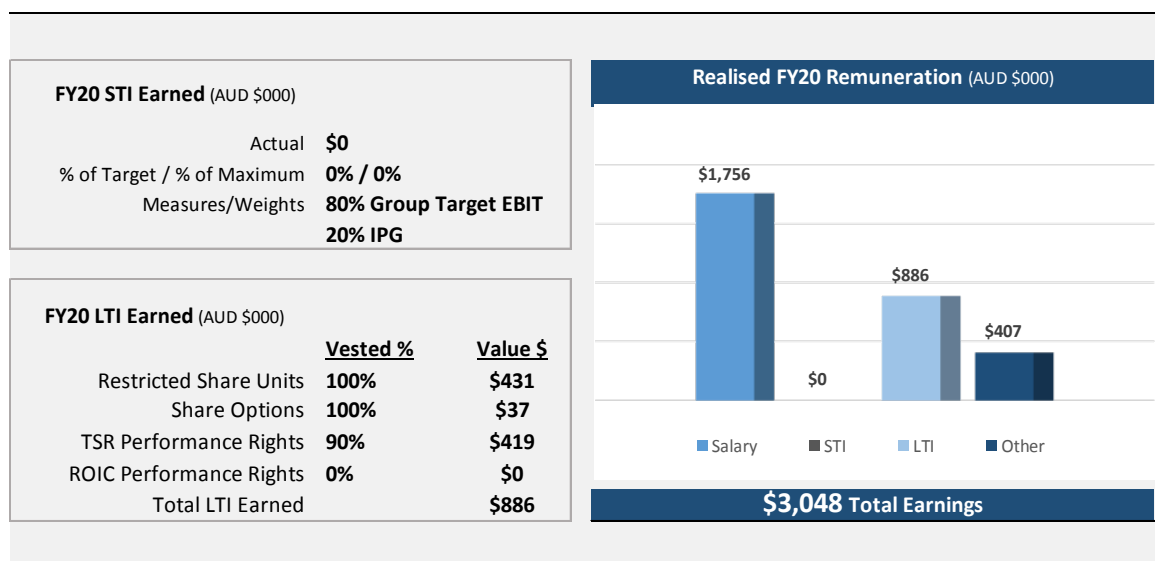 FY20 STI Earned (AUD $000)
Actual $0
% of Target / % of Maximum 0% / 0%
Measures/Weights 80% Group Target EBIT
20% IPG
FY20 LTI Earned (AUD $000)
Vested % Value $
Restricted Share Units 100% $431
Share Options 100% $37
TSR Performance Rights 90% $419
ROIC Performance Rights 0% $0
Total LTI Earned $886
Realised FY20 Remuneration (AUD $000)
$1,756
$886
$407
$0
Salary STI LTI Other
$3,048 Total Earnings